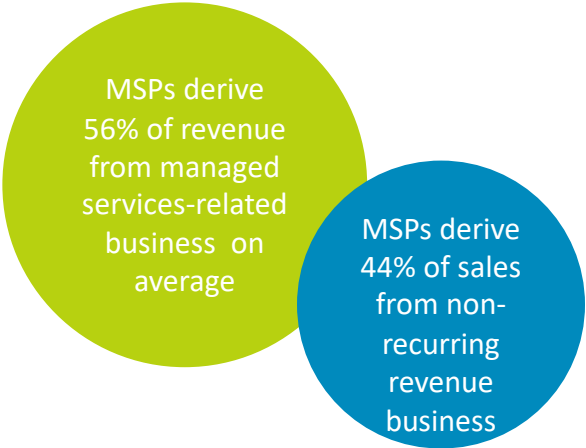 MSPs derive
56% of revenue
from managed
services-related
business on
average
MSPs derive
44% of sales
from non-
recurring
revenue
business